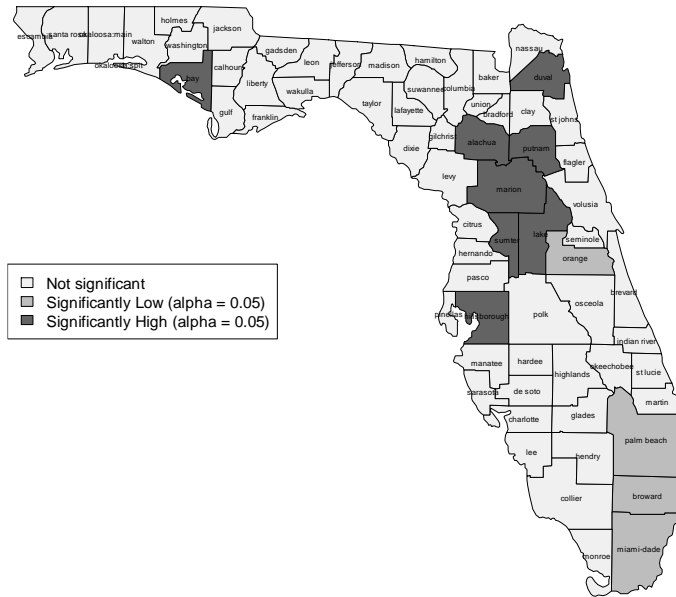 holmes
jackson
escambia
santa rosa
okaloosa:main
walton
washington
okaloosa:spit
bay
calhoun
gulf
liberty
gadsden
franklin
leon
wakulla
jefferson
madison
taylor
hamilton
suwannee
lafayette
dixie
columbia
gilchrist
levy
baker
union
bradford
nassau
duval
clay
st johns
alachua
putnam
flagler
marion
volusia
citrus
sumter
lake
seminole
hernando
orange
pasco
Not significant
Significantly Low (alpha = 0.05)
Significantly High (alpha = 0.05)
pinellas
hillsborough
polk
osceola
brevard
indian river
manatee
hardee
highlands
okeechobee
st lucie
sarasota
de soto
martin
charlotte
glades
lee
hendry
palm beach
collier
broward
monroe
miami-dade